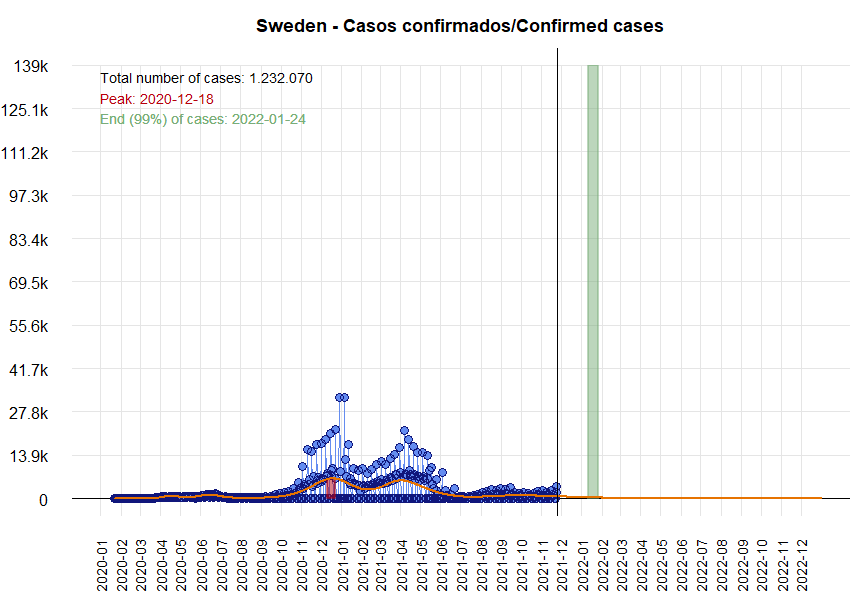 Sweden - Casos confirmados/Confirmed cases
139k
125.1k
111.2k
97.3k
83.4k
69.5k
55.6k
41.7k
27.8k
13.9k
0
Total number of cases: 1.232.070
Peak: 2020-12-18
End (99%) of cases: 2022-01-24
2020-01
2020-02
2020-03
2020-04
2020-05
2020-06
2020-07
2020-08
2020-09
2020-10
2020-11
2020-12
2021-01
2021-02
2021-03
2021-04
2021-05
2021-06
2021-07
2021-08
2021-09
2021-10
2021-11
2021-12
2022-01
2022-02
2022-03
2022-04
2022-05
2022-06
2022-07
2022-08
2022-09
2022-10
2022-11
2022-12